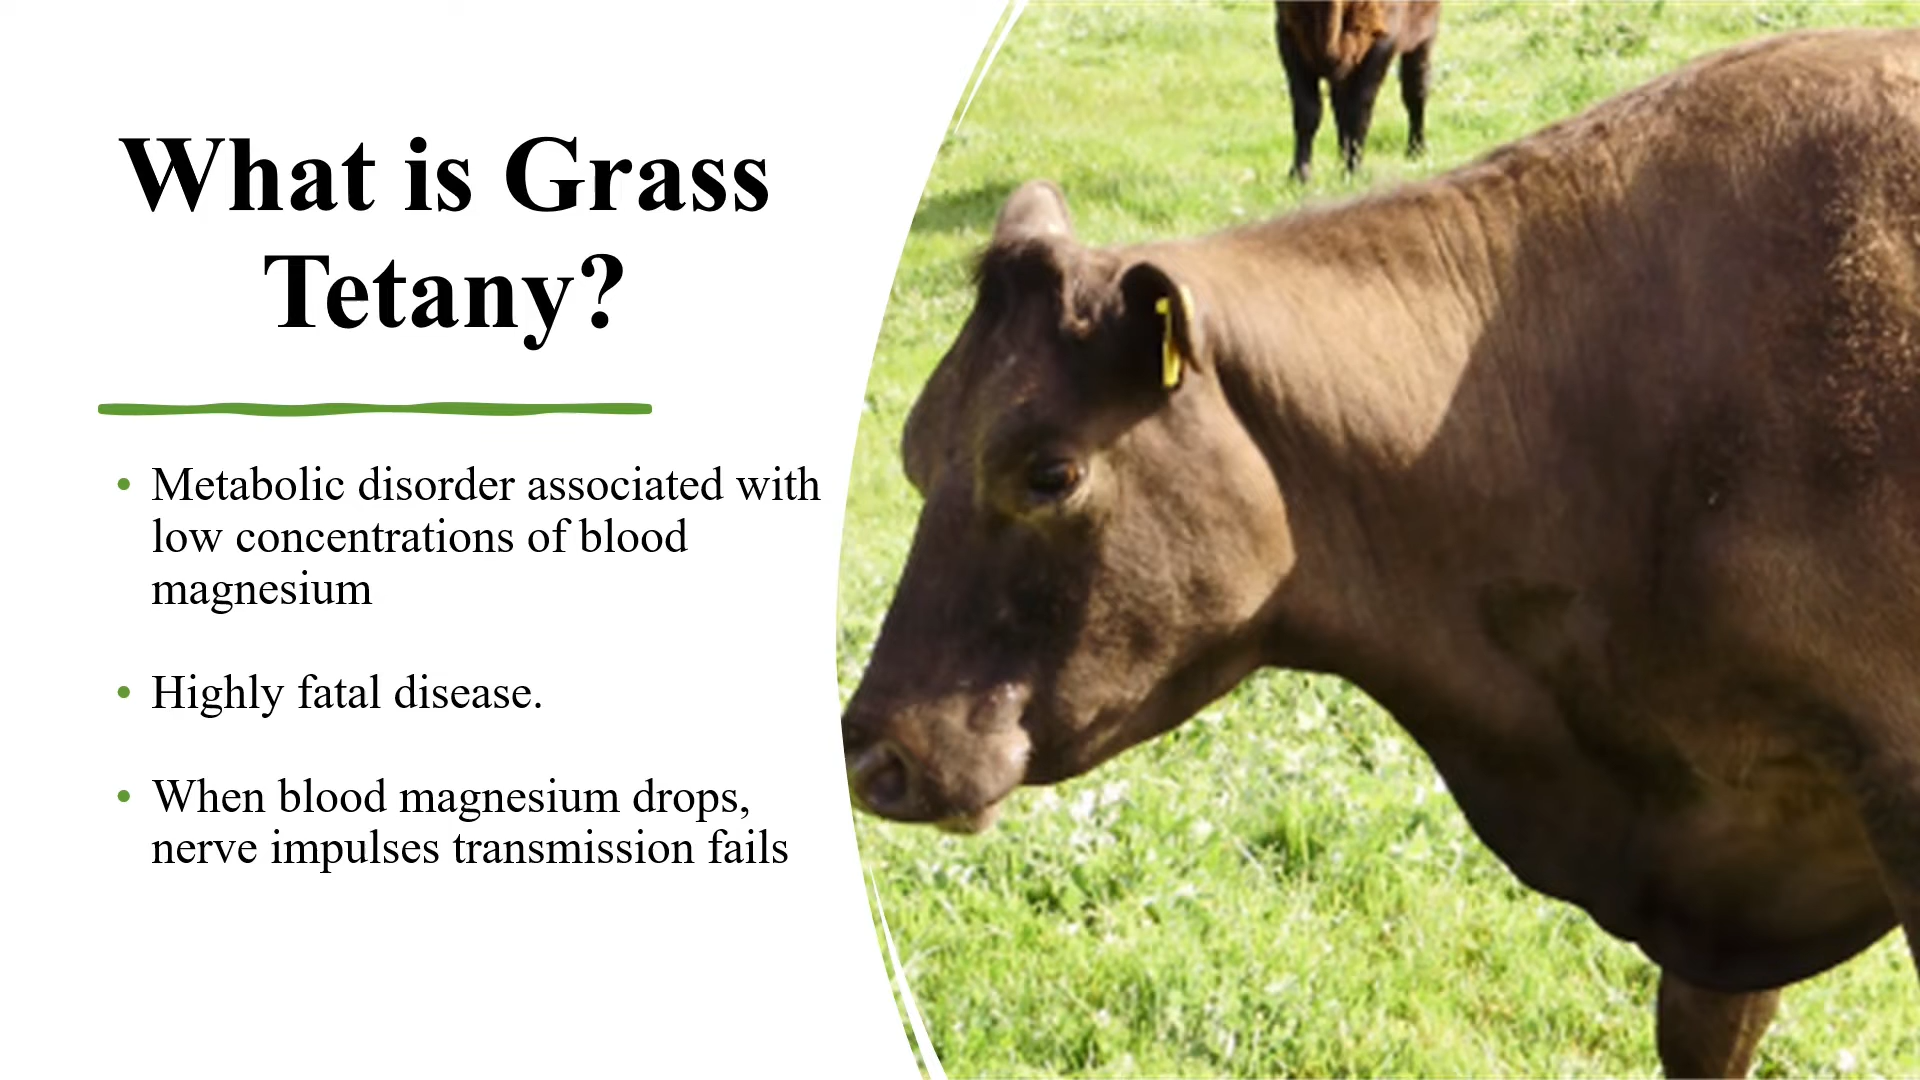 What is Grass
Tetany?
• Metabolic disorder associated with
low concentrations of blood
magnesium
• Highly fatal disease.
• When blood magnesium drops,
nerve impulses transmission fails